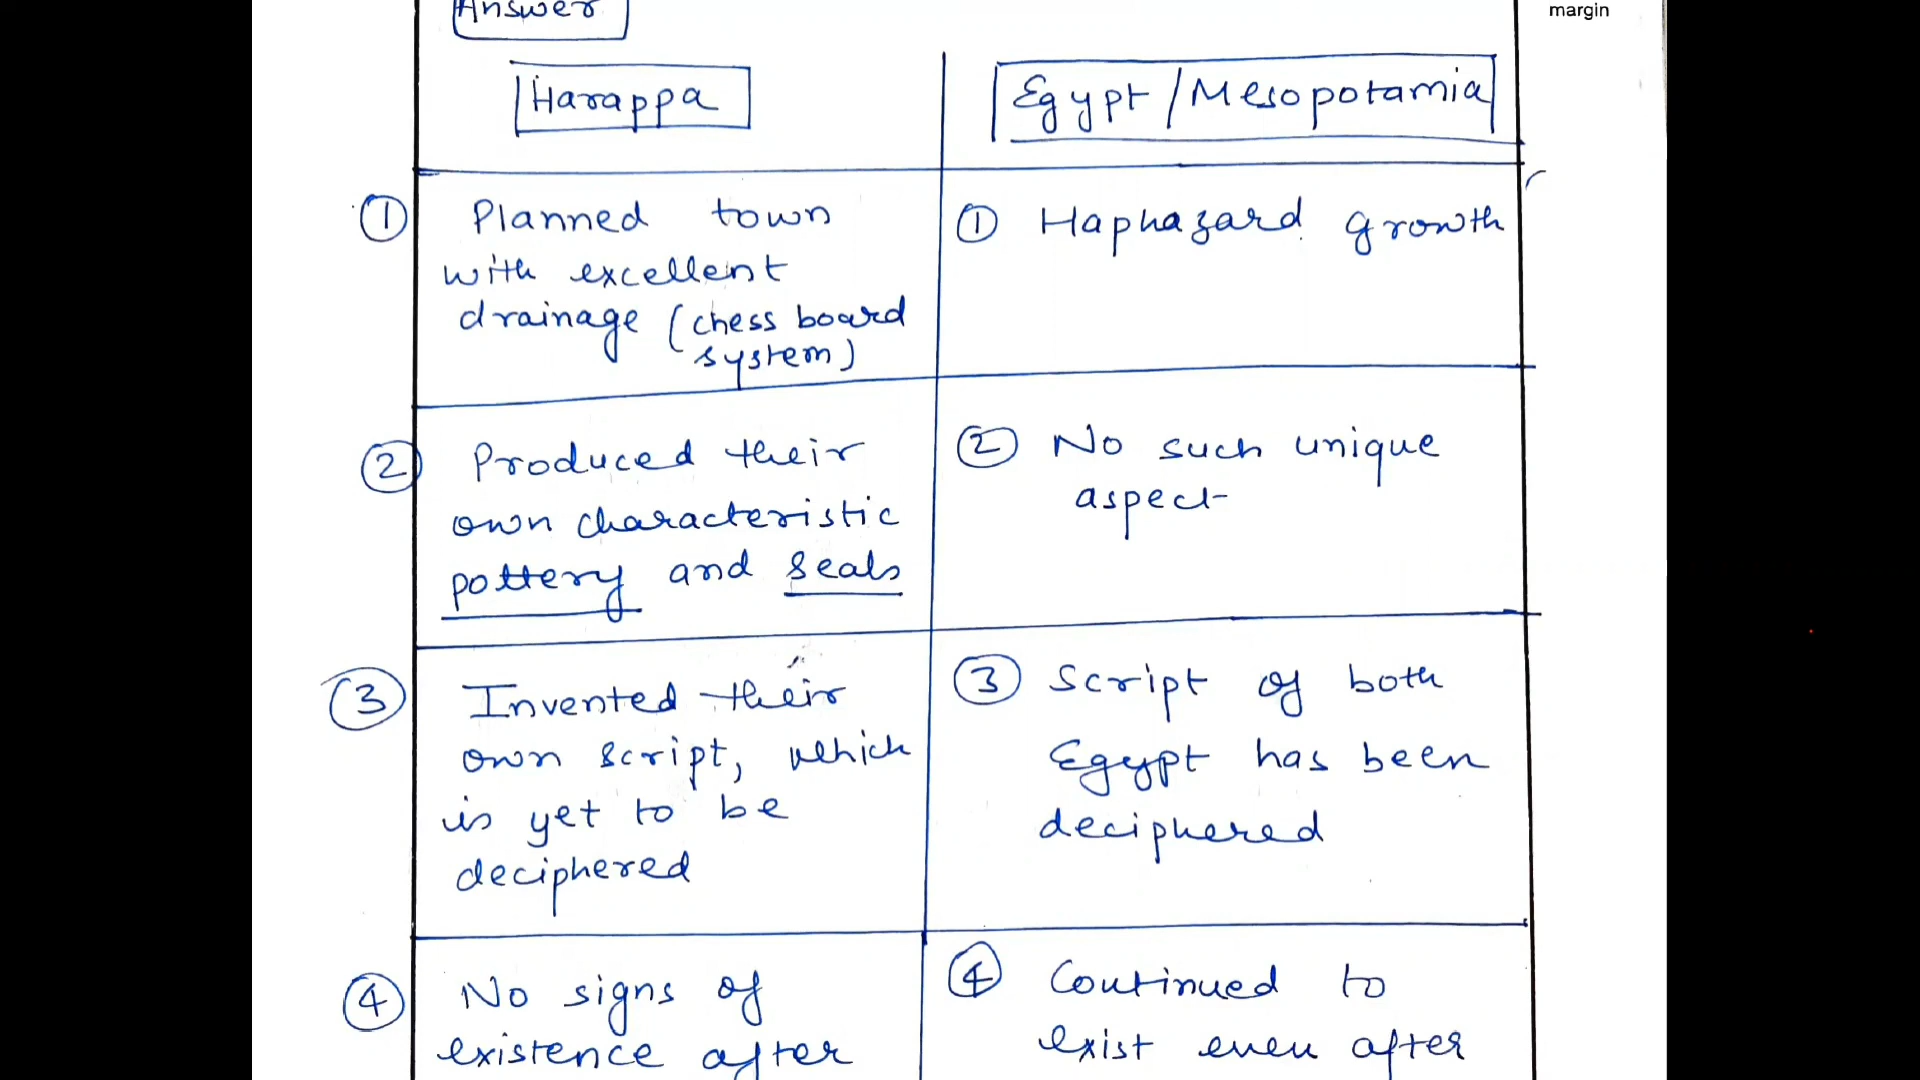 Answer
margin
Harappa
Egypt / Mesopotamia
① Planned town
with excellent
drainage (chess board
system)
① Haphazard growth
② Produced their
own characteristic
pottery and seals
② No such unique
aspect
③ Invented their
own script, which
is yet to be
deciphered
③ Script of both
Egypt has been
deciphered
④ No signs of
existence after
④ Continued to
exist even after